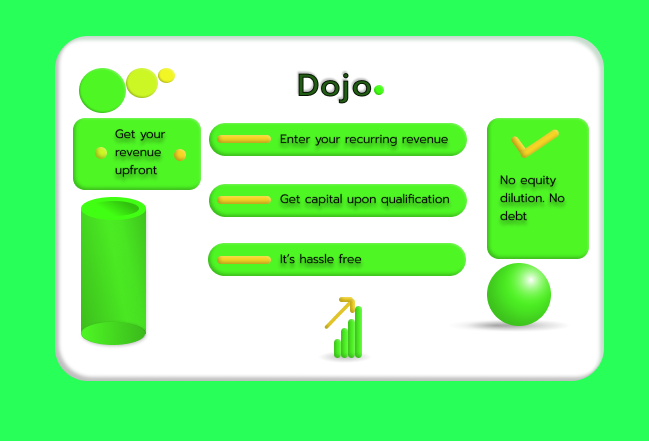 Dojo
Get your
revenue
upfront
Enter your recurring revenue
Get capital upon qualification
It's hassle free
No equity
dilution. No
debt